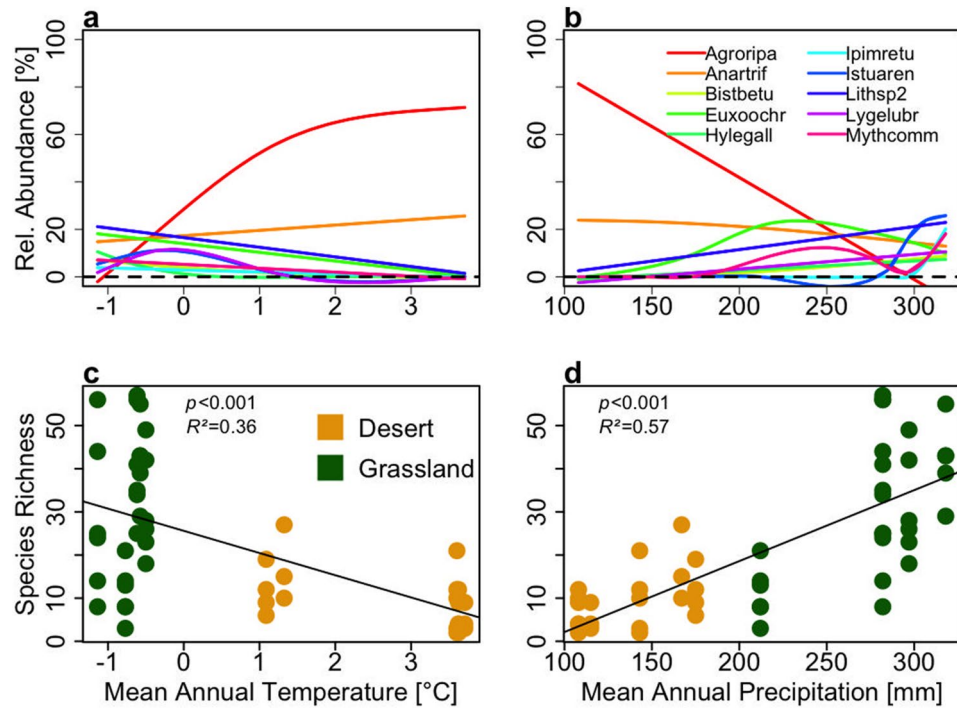 a
b
Rel. Abundance [%]
100
60
20
0
-1 0 1 2 3
100
60
20
0
100 150 200 250 300
Agroripa
Anartrif
Bistbetu
Euxoochr
Hylegall
Ipimretu
Istuaren
Lithsp2
Lygelubr
Mythcomm
c
d
Species Richness
50
30
10
0
p<0.001
R²=0.36
Desert
Grassland
-1 0 1 2 3
Mean Annual Temperature [°C]
50
30
10
0
p<0.001
R²=0.57
100 150 200 250 300
Mean Annual Precipitation [mm]